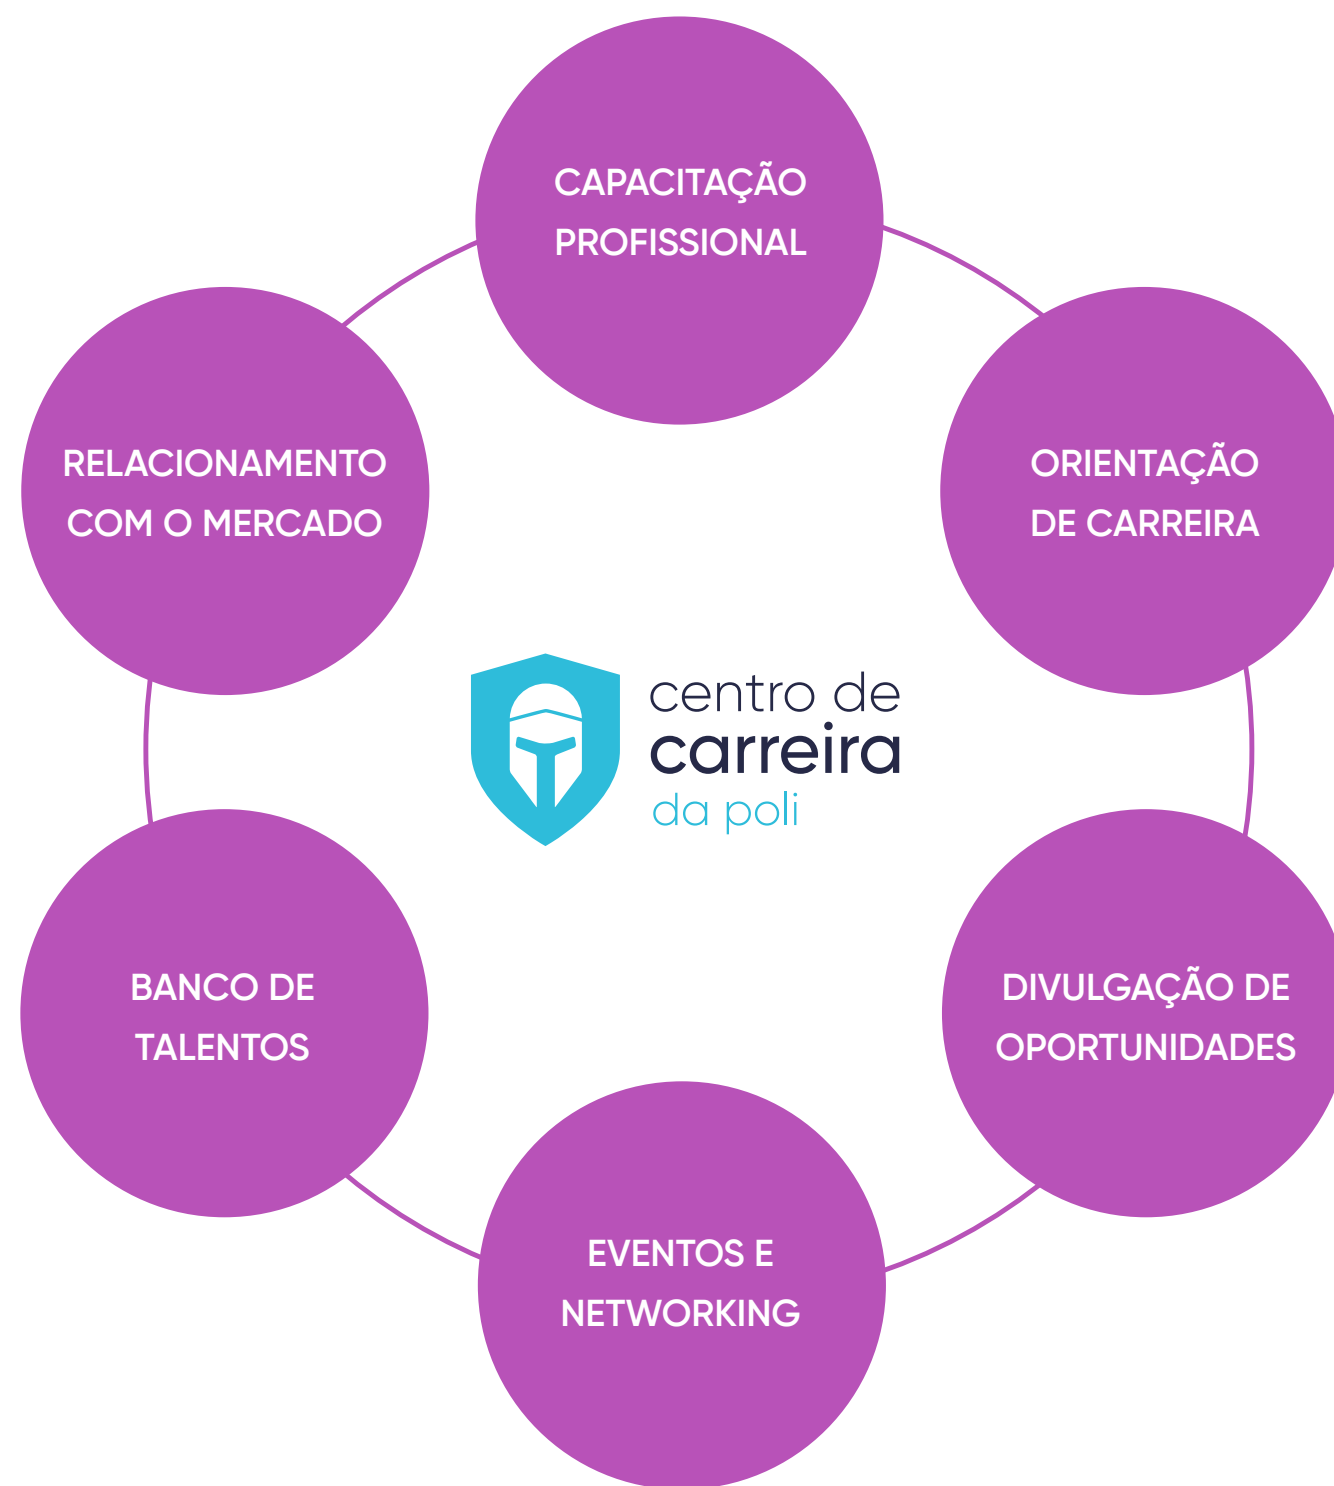 CAPACITAÇÃO
PROFISSIONAL
RELACIONAMENTO
COM O MERCADO
ORIENTAÇÃO
DE CARREIRA
centro de
carreira
da poli
BANCO DE
TALENTOS
DIVULGAÇÃO DE
OPORTUNIDADES
EVENTOS E
NETWORKING